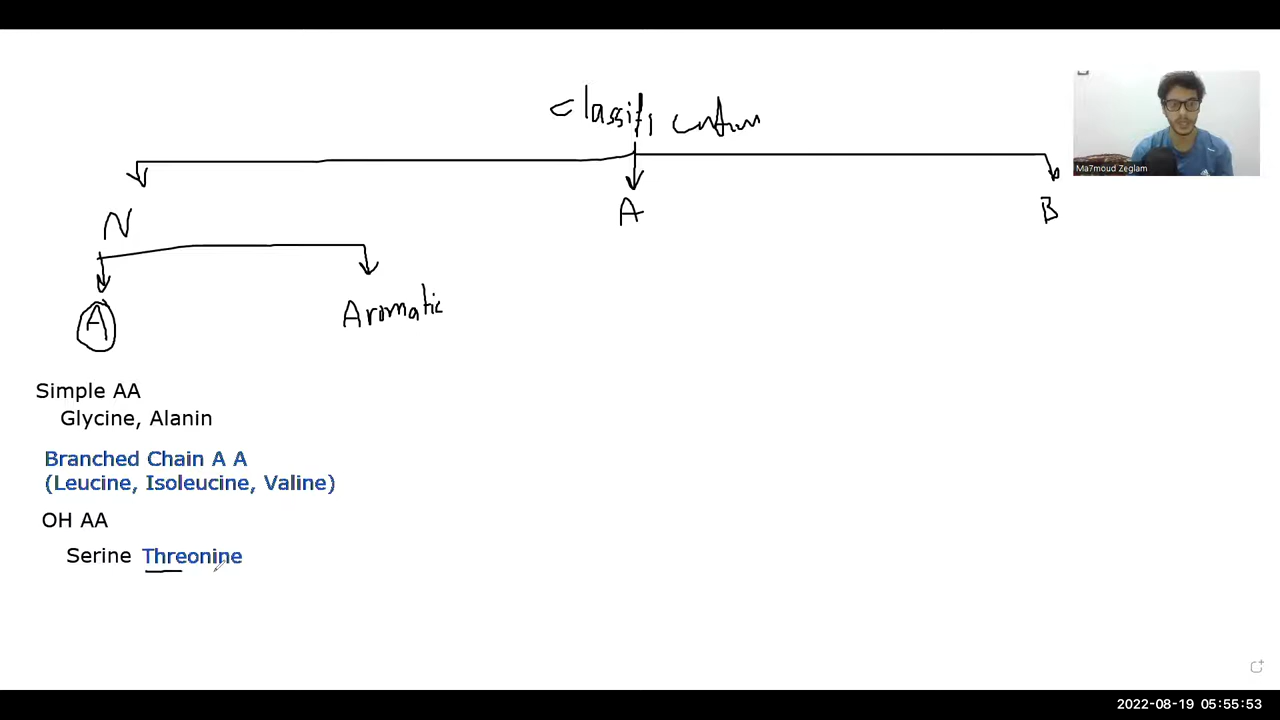 Classification
Ma7moud Zeglam
N
A
B
A
Aromatic
Simple AA
Glycine, Alanin
Branched Chain A A
(Leucine, Isoleucine, Valine)
OH AA
Serine Threonine
2022-08-19 05:55:53